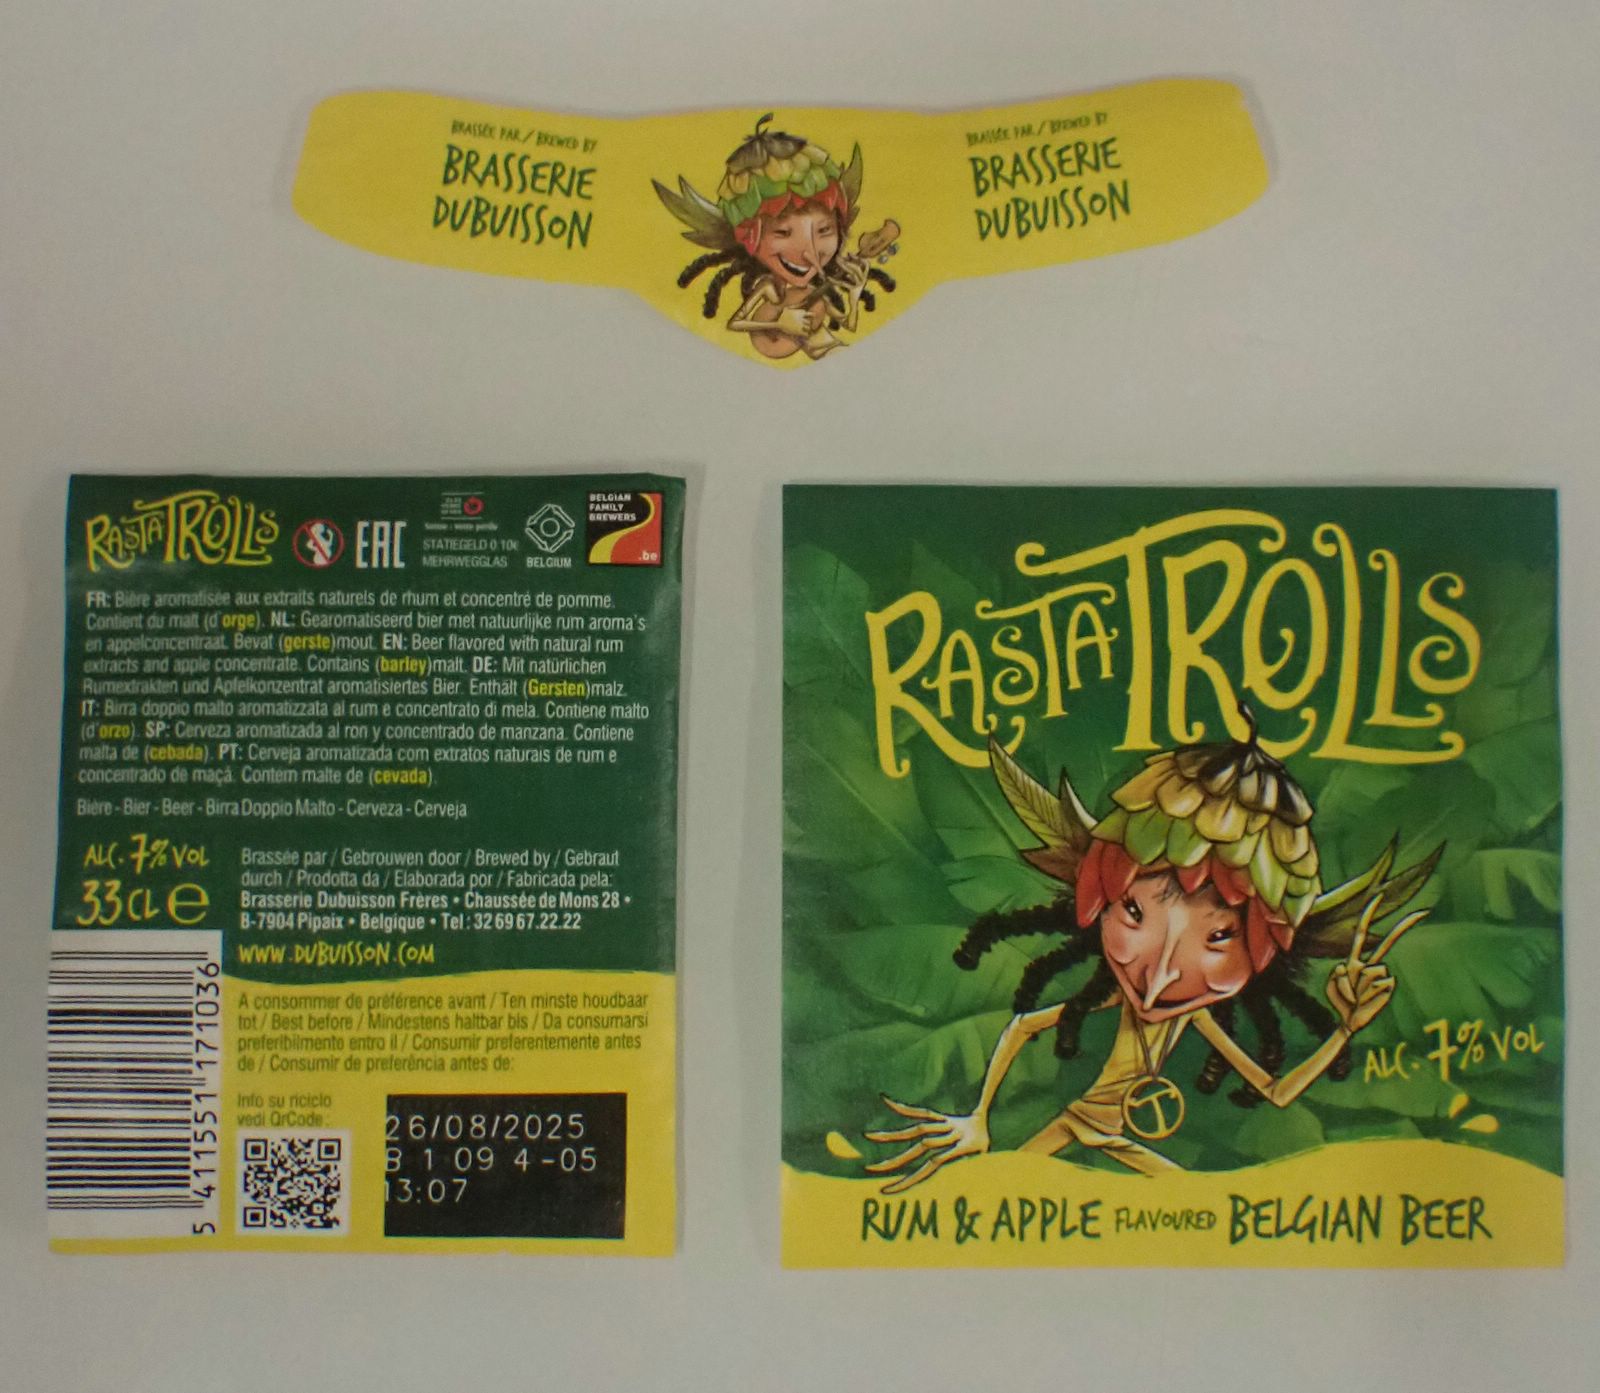 BRASSÉE PAR / BREWED BY
BRASSERIE
DUBUISSON
BRASSÉE PAR / BREWED BY
BRASSERIE
DUBUISSON
RASTA TROLLS
EAC
STATIEGELD 0.10€
MEHRWEGGLAS
BELGIUM
BELGIAN
FAMILY
BREWERS
.be
FR: Bière aromatisée aux extraits naturels de rhum et concentré de pomme.
Contient du malt (d'orge). NL: Gearomatiseerd bier met natuurlijke rum aroma's
en appelconcentraat. Bevat (gerste)mout. EN: Beer flavored with natural rum
extracts and apple concentrate. Contains (barley)malt. DE: Mit natürlichen
Rumextrakten und Apfelkonzentrat aromatisiertes Bier. Enthält (Gersten)malz.
IT: Birra doppio malto aromatizzata al rum e concentrato di mela. Contiene malto
(d'orzo). SP: Cerveza aromatizada al ron y concentrado de manzana. Contiene
malta de (cebada). PT: Cerveja aromatizada com extratos naturais de rum e
concentrado de maçã. Contem malte de (cevada).
Bière - Bier - Beer - Birra Doppio Malto - Cerveza - Cerveja
ALC. 7% VOL
33 CL e
Brassée par / Gebrouwen door / Brewed by / Gebraut
durch / Prodotta da / Elaborada por / Fabricada pela:
Brasserie Dubuisson Frères • Chaussée de Mons 28 •
B-7904 Pipaix • Belgique • Tel : 32 69 67.22.22
WWW.DUBUISSON.COM
A consommer de préférence avant / Ten minste houdbaar
tot / Best before / Mindestens haltbar bis / Da consumarsi
preferibilmento entro il / Consumir preferentemente antes
de / Consumir de preferência antes de:
Info su riciclo
vedi QrCode :
26/08/2025
B 1 09 4-05
13:07
5 411551 171036
RASTA TROLLS
T
ALC. 7% VOL
RUM & APPLE FLAVOURED BELGIAN BEER